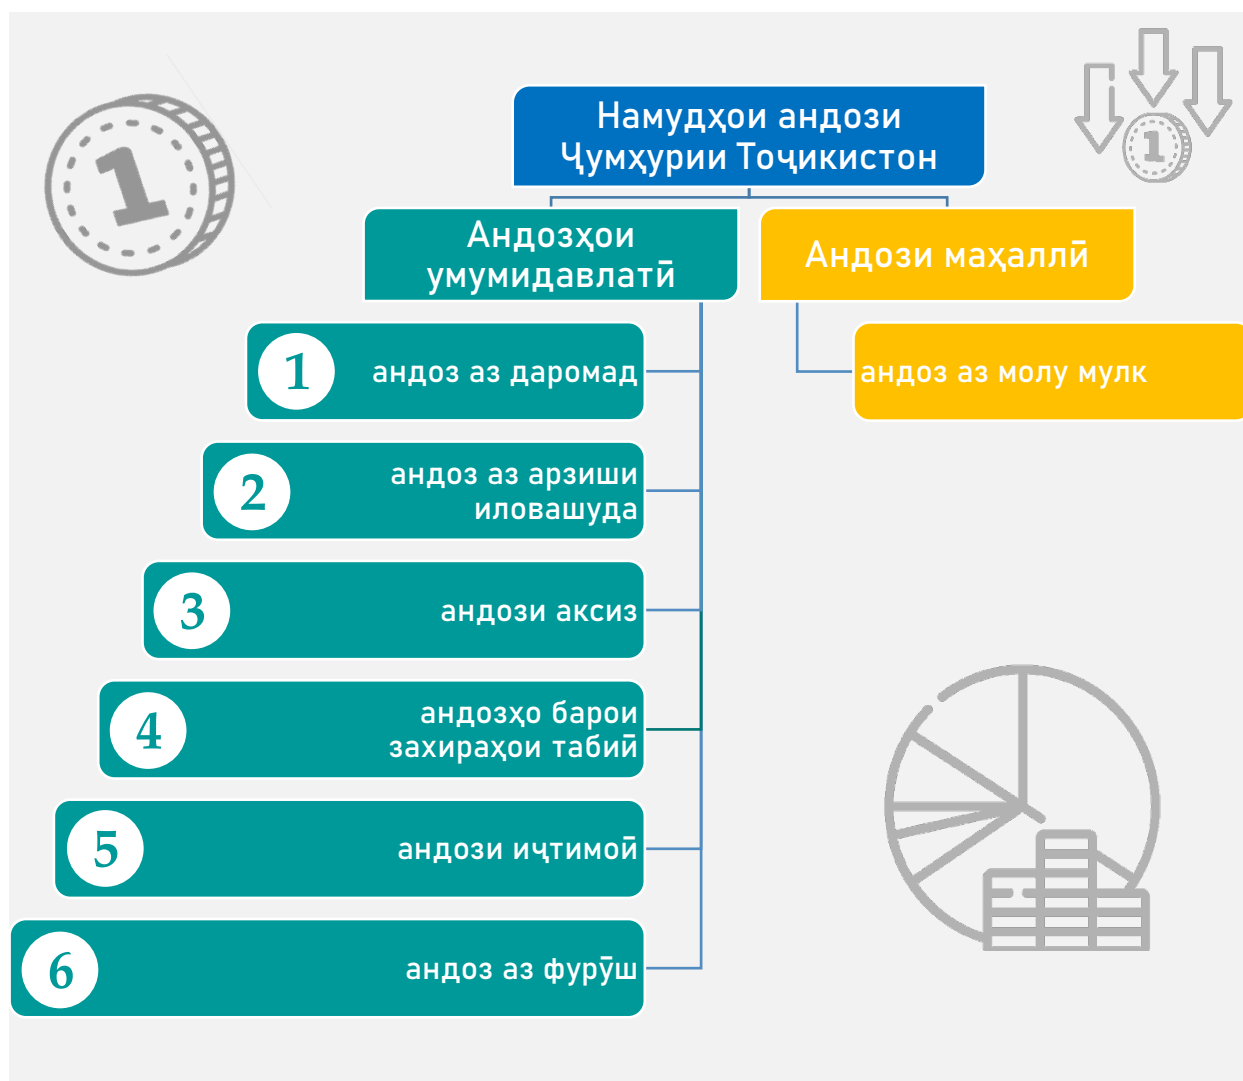 1
1
Намудҳои андози
Ҷумҳурии Тоҷикистон
Андозҳои
умумидавлатӣ
Андози маҳаллӣ
1
андоз аз даромад
андоз аз молу мулк
2
андоз аз арзиши
иловашуда
3
андози аксиз
4
андозҳо барои
захираҳои табиӣ
5
андози иҷтимоӣ
6
андоз аз фурӯш